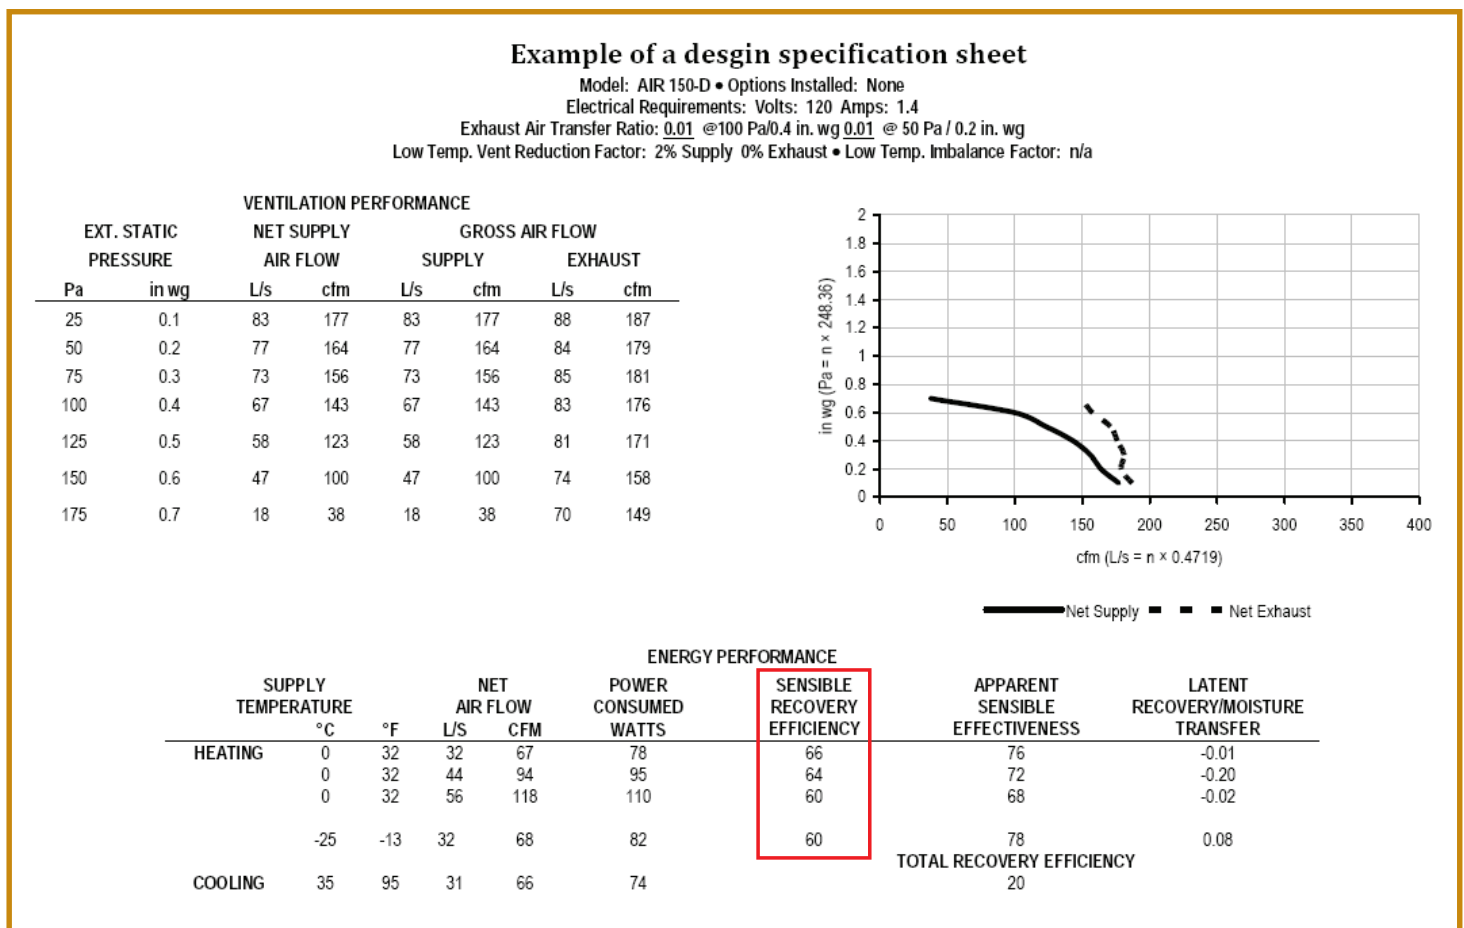 Example of a desgin specification sheet
Model: AIR 150-D • Options Installed: None
Electrical Requirements: Volts: 120 Amps: 1.4
Exhaust Air Transfer Ratio: 0.01 @100 Pa/0.4 in. wg 0.01 @ 50 Pa / 0.2 in. wg
Low Temp. Vent Reduction Factor: 2% Supply 0% Exhaust • Low Temp. Imbalance Factor: n/a
VENTILATION PERFORMANCE
EXT. STATIC NET SUPPLY GROSS AIR FLOW
PRESSURE AIR FLOW SUPPLY EXHAUST
Pa in wg L/s cfm L/s cfm L/s cfm
25 0.1 83 177 83 177 88 187
50 0.2 77 164 77 164 84 179
75 0.3 73 156 73 156 85 181
100 0.4 67 143 67 143 83 176
125 0.5 58 123 58 123 81 171
150 0.6 47 100 47 100 74 158
175 0.7 18 38 18 38 70 149
in wg (Pa = n × 248.36)
2
1.8
1.6
1.4
1.2
1
0.8
0.6
0.4
0.2
0
0 50 100 150 200 250 300 350 400
cfm (L/s = n × 0.4719)
Net Supply Net Exhaust
ENERGY PERFORMANCE
SUPPLY NET POWER SENSIBLE APPARENT LATENT
TEMPERATURE AIR FLOW CONSUMED RECOVERY SENSIBLE RECOVERY/MOISTURE
°C °F L/S CFM WATTS EFFICIENCY EFFECTIVENESS TRANSFER
HEATING 0 32 32 67 78 66 76 -0.01
0 32 44 94 95 64 72 -0.20
0 32 56 118 110 60 68 -0.02
-25 -13 32 68 82 60 78 0.08
TOTAL RECOVERY EFFICIENCY
COOLING 35 95 31 66 74 20